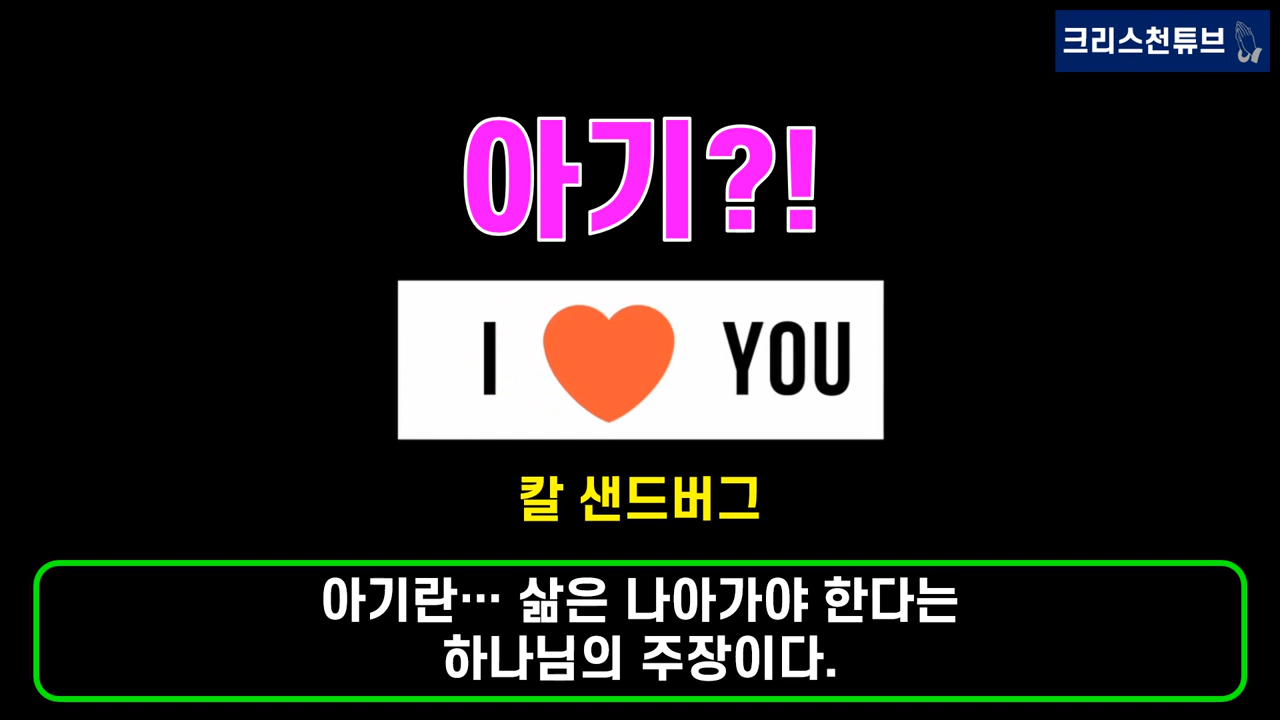 크리스천튜브
아기?!
I YOU
칼 샌드버그
아기란… 삶은 나아가야 한다는
하나님의 주장이다.